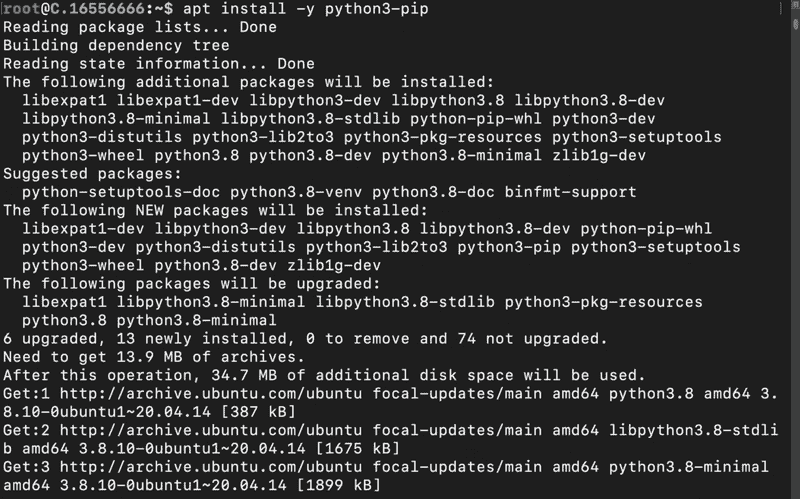 root@C.16556666:~$ apt install -y python3-pip
Reading package lists... Done
Building dependency tree
Reading state information... Done
The following additional packages will be installed:
  libexpat1 libexpat1-dev libpython3-dev libpython3.8 libpython3.8-dev
  libpython3.8-minimal libpython3.8-stdlib python-pip-whl python3-dev
  python3-distutils python3-lib2to3 python3-pkg-resources python3-setuptools
  python3-wheel python3.8 python3.8-dev python3.8-minimal zlib1g-dev
Suggested packages:
  python-setuptools-doc python3.8-venv python3.8-doc binfmt-support
The following NEW packages will be installed:
  libexpat1-dev libpython3-dev libpython3.8 libpython3.8-dev python-pip-whl
  python3-dev python3-distutils python3-lib2to3 python3-pip python3-setuptools
  python3-wheel python3.8-dev zlib1g-dev
The following packages will be upgraded:
  libexpat1 libpython3.8-minimal libpython3.8-stdlib python3-pkg-resources
  python3.8 python3.8-minimal
6 upgraded, 13 newly installed, 0 to remove and 74 not upgraded.
Need to get 13.9 MB of archives.
After this operation, 34.7 MB of additional disk space will be used.
Get:1 http://archive.ubuntu.com/ubuntu focal-updates/main amd64 python3.8 amd64 3.
8.10-0ubuntu1~20.04.14 [387 kB]
Get:2 http://archive.ubuntu.com/ubuntu focal-updates/main amd64 libpython3.8-stdli
b amd64 3.8.10-0ubuntu1~20.04.14 [1675 kB]
Get:3 http://archive.ubuntu.com/ubuntu focal-updates/main amd64 python3.8-minimal
amd64 3.8.10-0ubuntu1~20.04.14 [1899 kB]